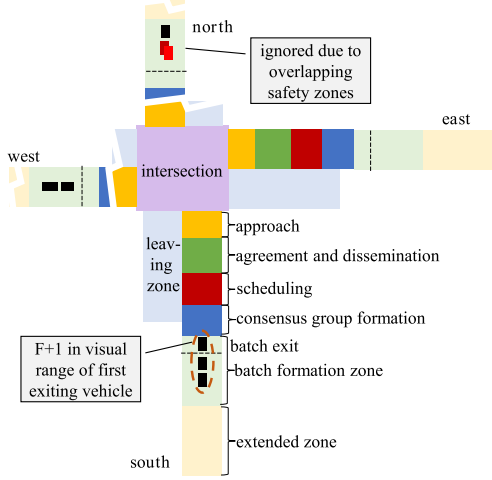 north
ignored due to
overlapping
safety zones
east
west
intersection
leav-
ing
zone
approach
agreement and dissemination
scheduling
consensus group formation
F+1 in visual
range of first
exiting vehicle
batch exit
batch formation zone
extended zone
south